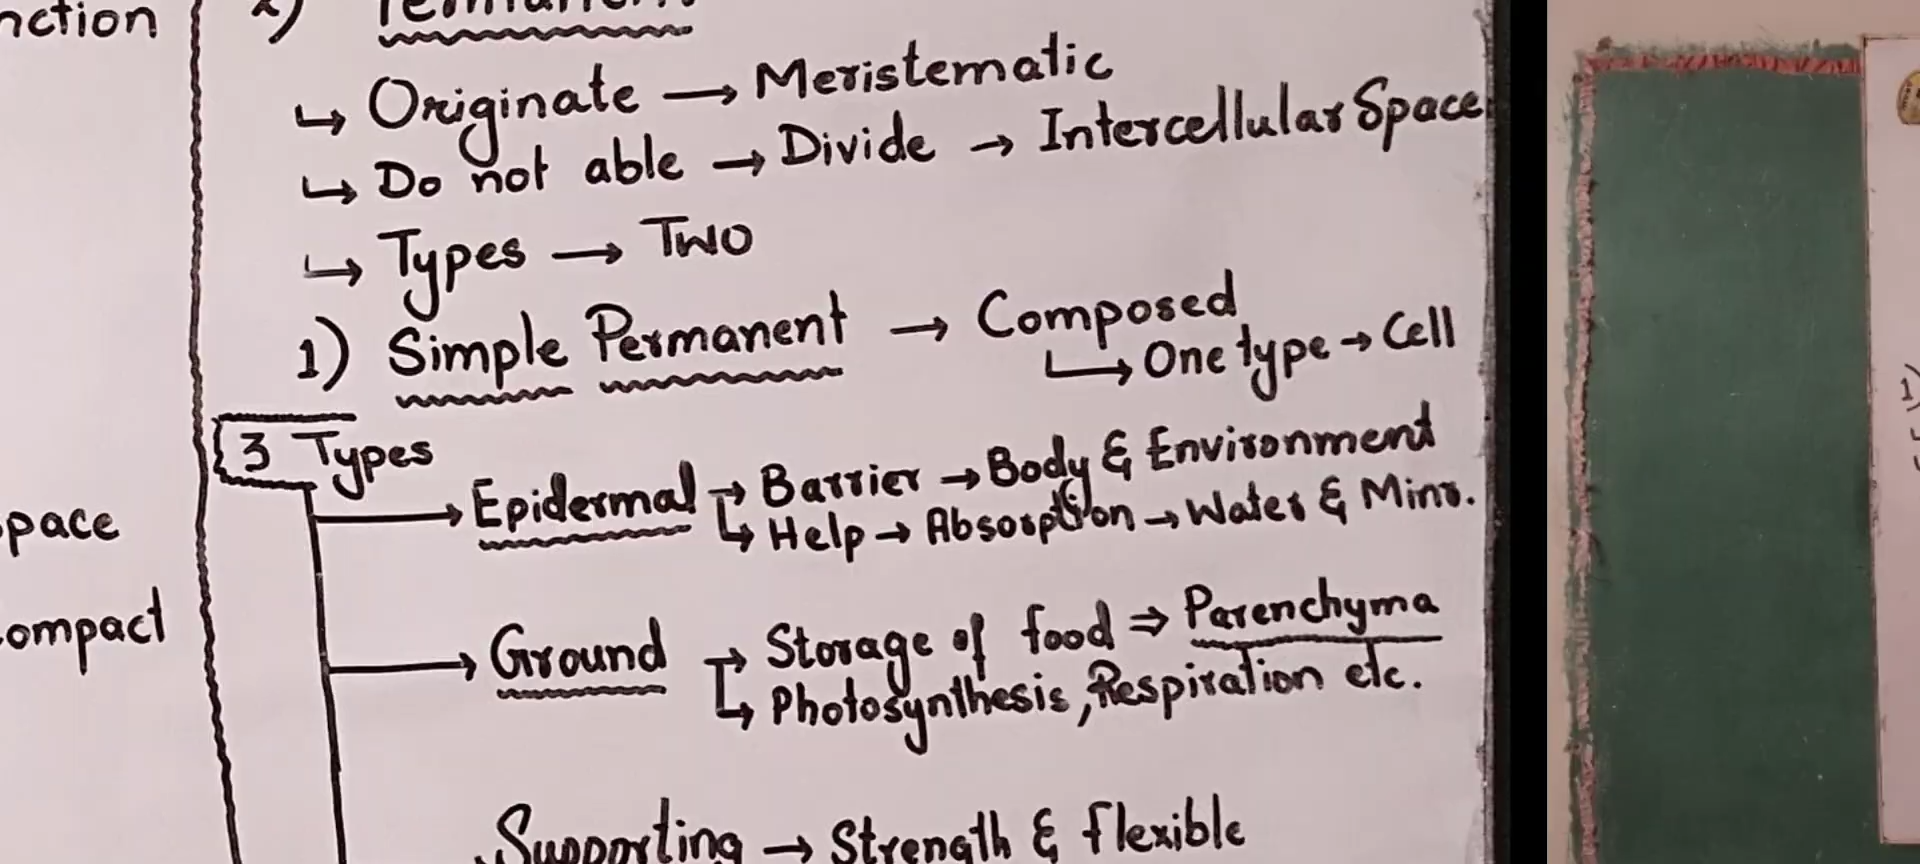 nction
2) Permanent
↳ Originate → Meristematic
↳ Do not able → Divide → Intercellular Space
↳ Types → Two
1) Simple Permanent → Composed
↳ One type → Cell
3 Types
→ Epidermal → Barrier → Body & Environment
↳ Help → Absorption → Water & Minr.
pace
→ Ground → Storage of food ⇒ Parenchyma
↳ Photosynthesis, Respiration etc.
ompact
Supporting → Strength & flexible
1)